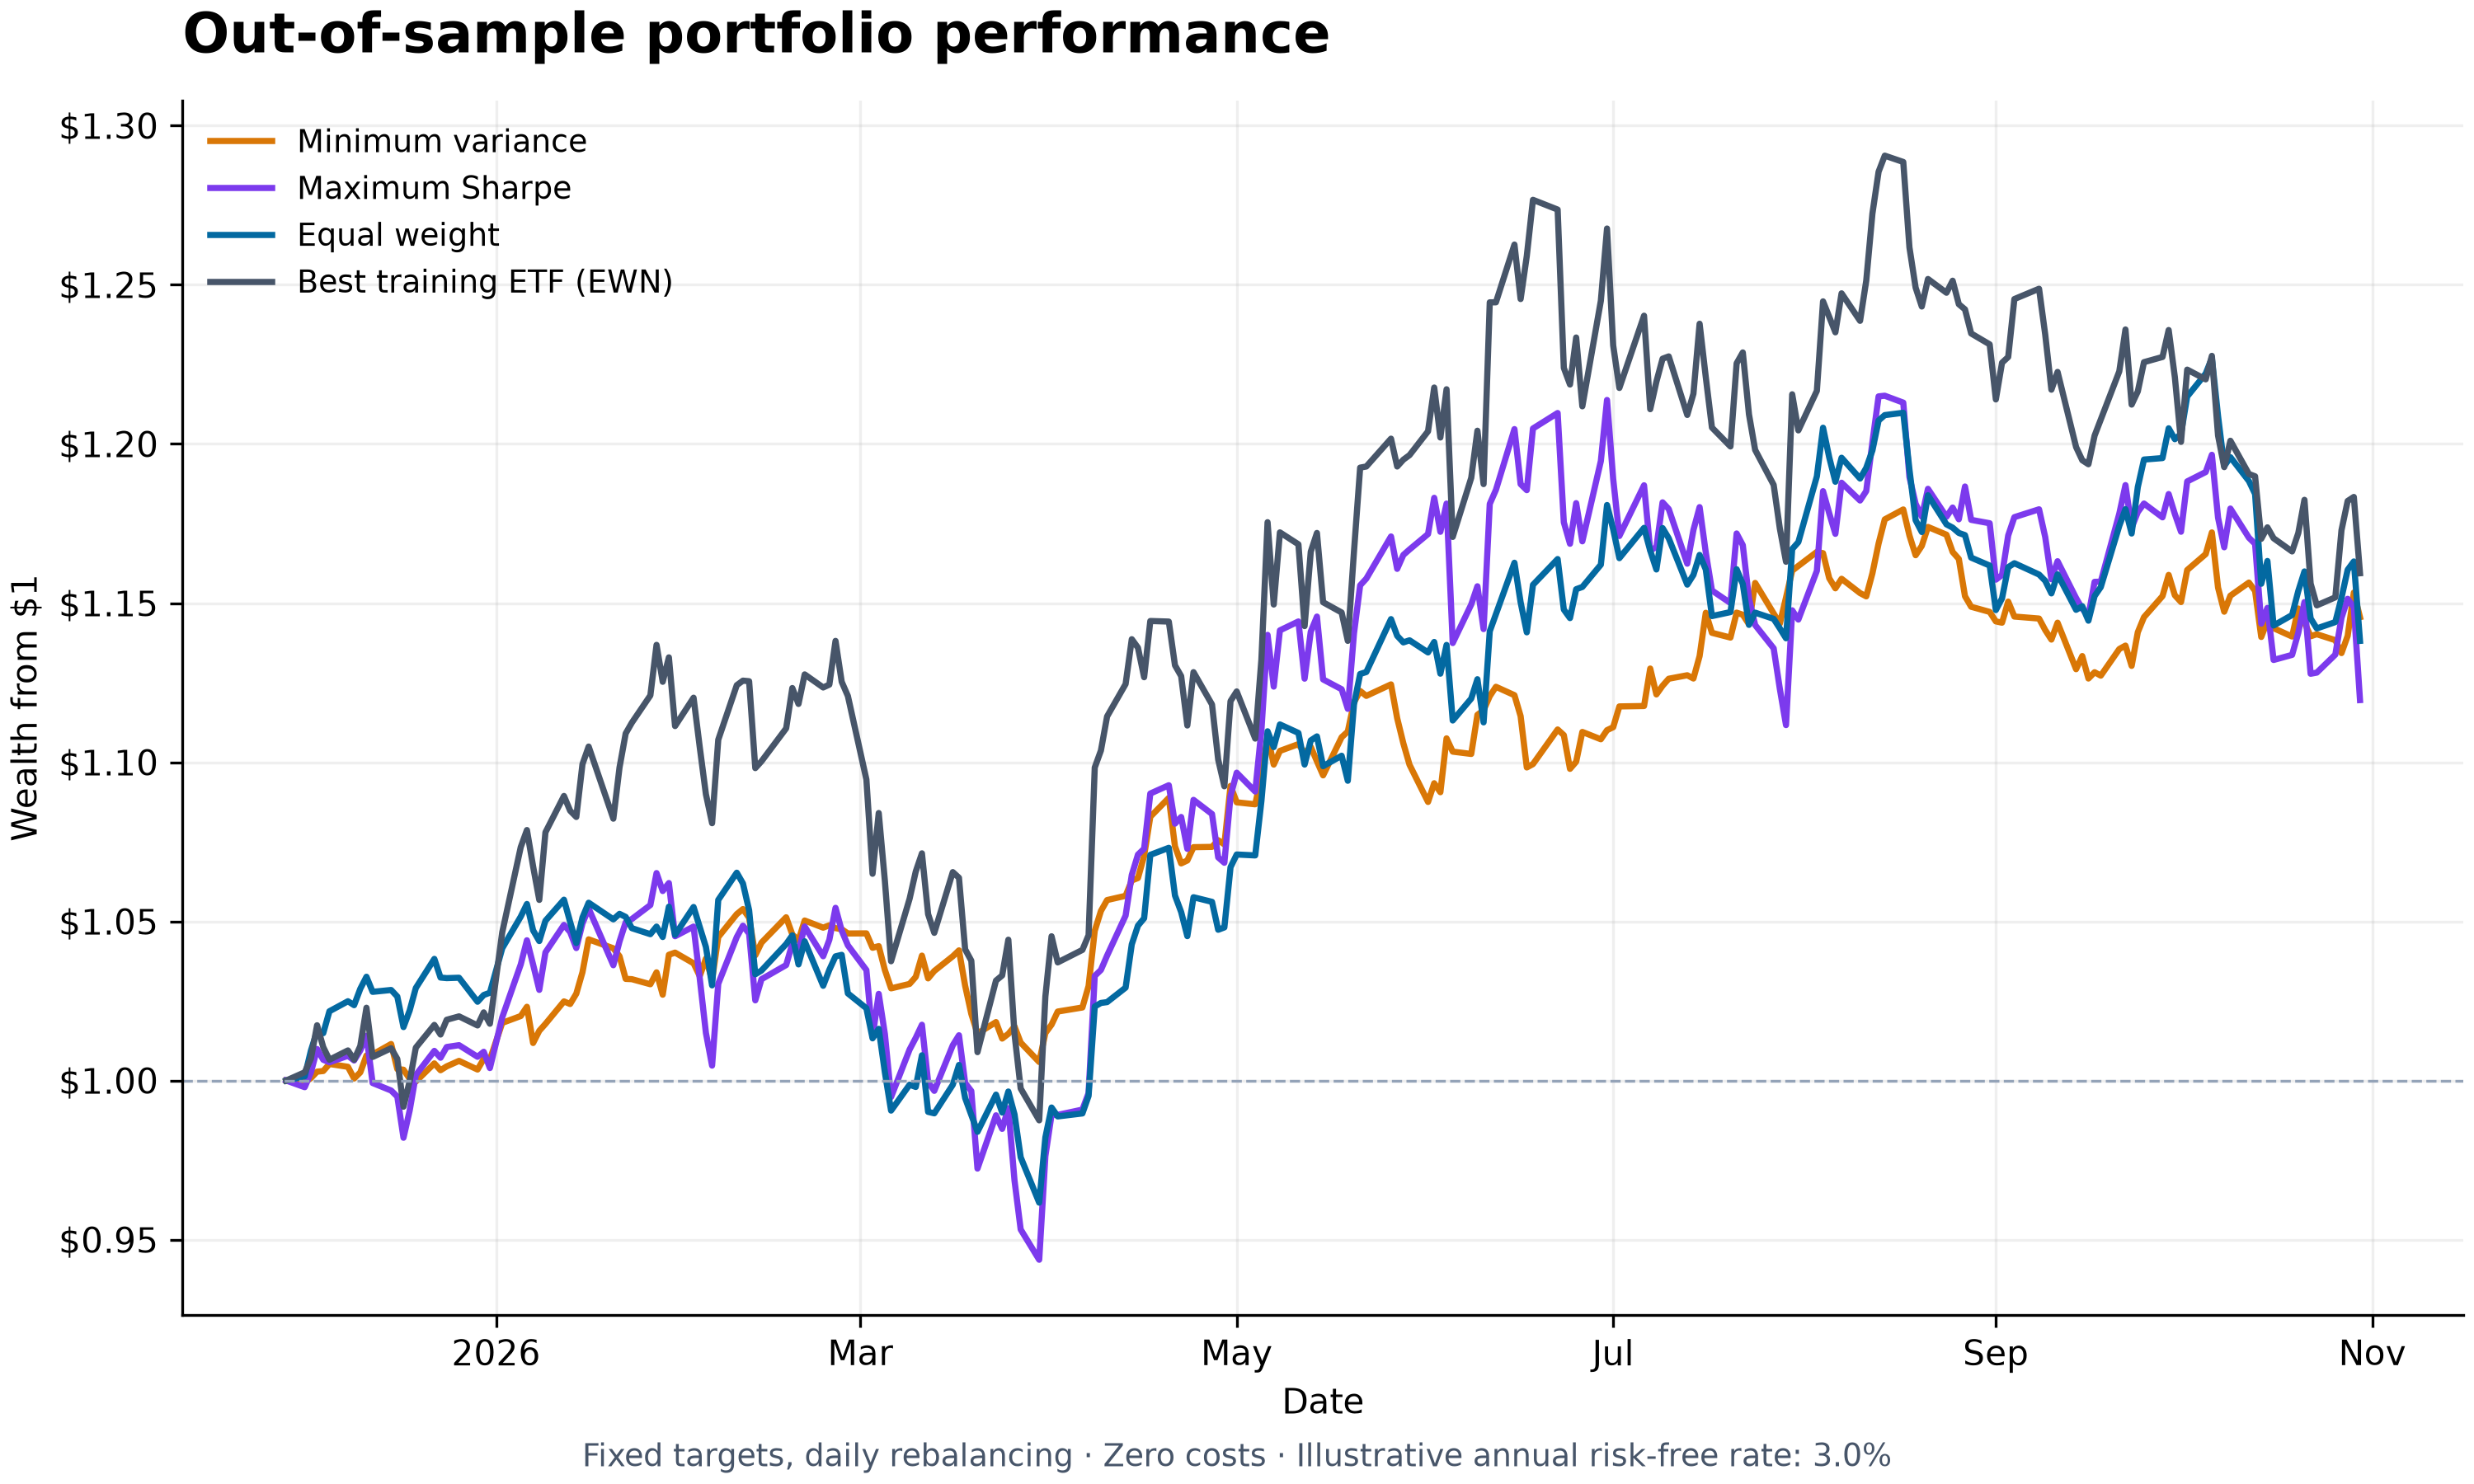 Out-of-sample portfolio performance
Minimum variance
Maximum Sharpe
Equal weight
Best training ETF (EWN)
Wealth from $1
$1.30
$1.25
$1.20
$1.15
$1.10
$1.05
$1.00
$0.95
2026 Mar May Jul Sep Nov
Date
Fixed targets, daily rebalancing · Zero costs · Illustrative annual risk-free rate: 3.0%